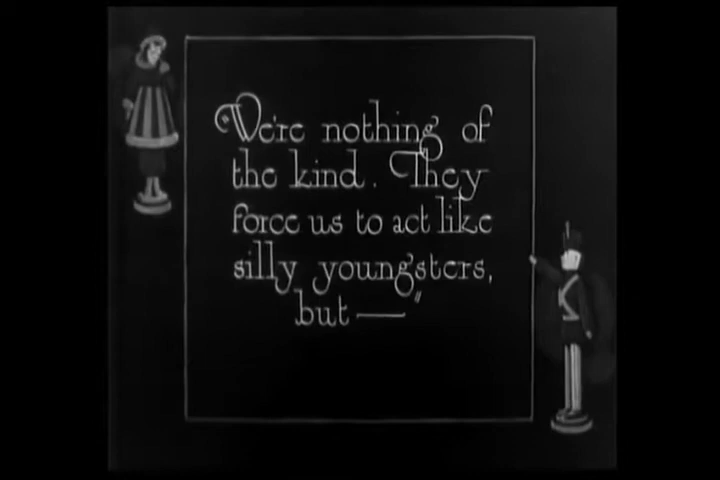 "We're nothing of
the kind. They
force us to act like
silly youngsters,
but —"